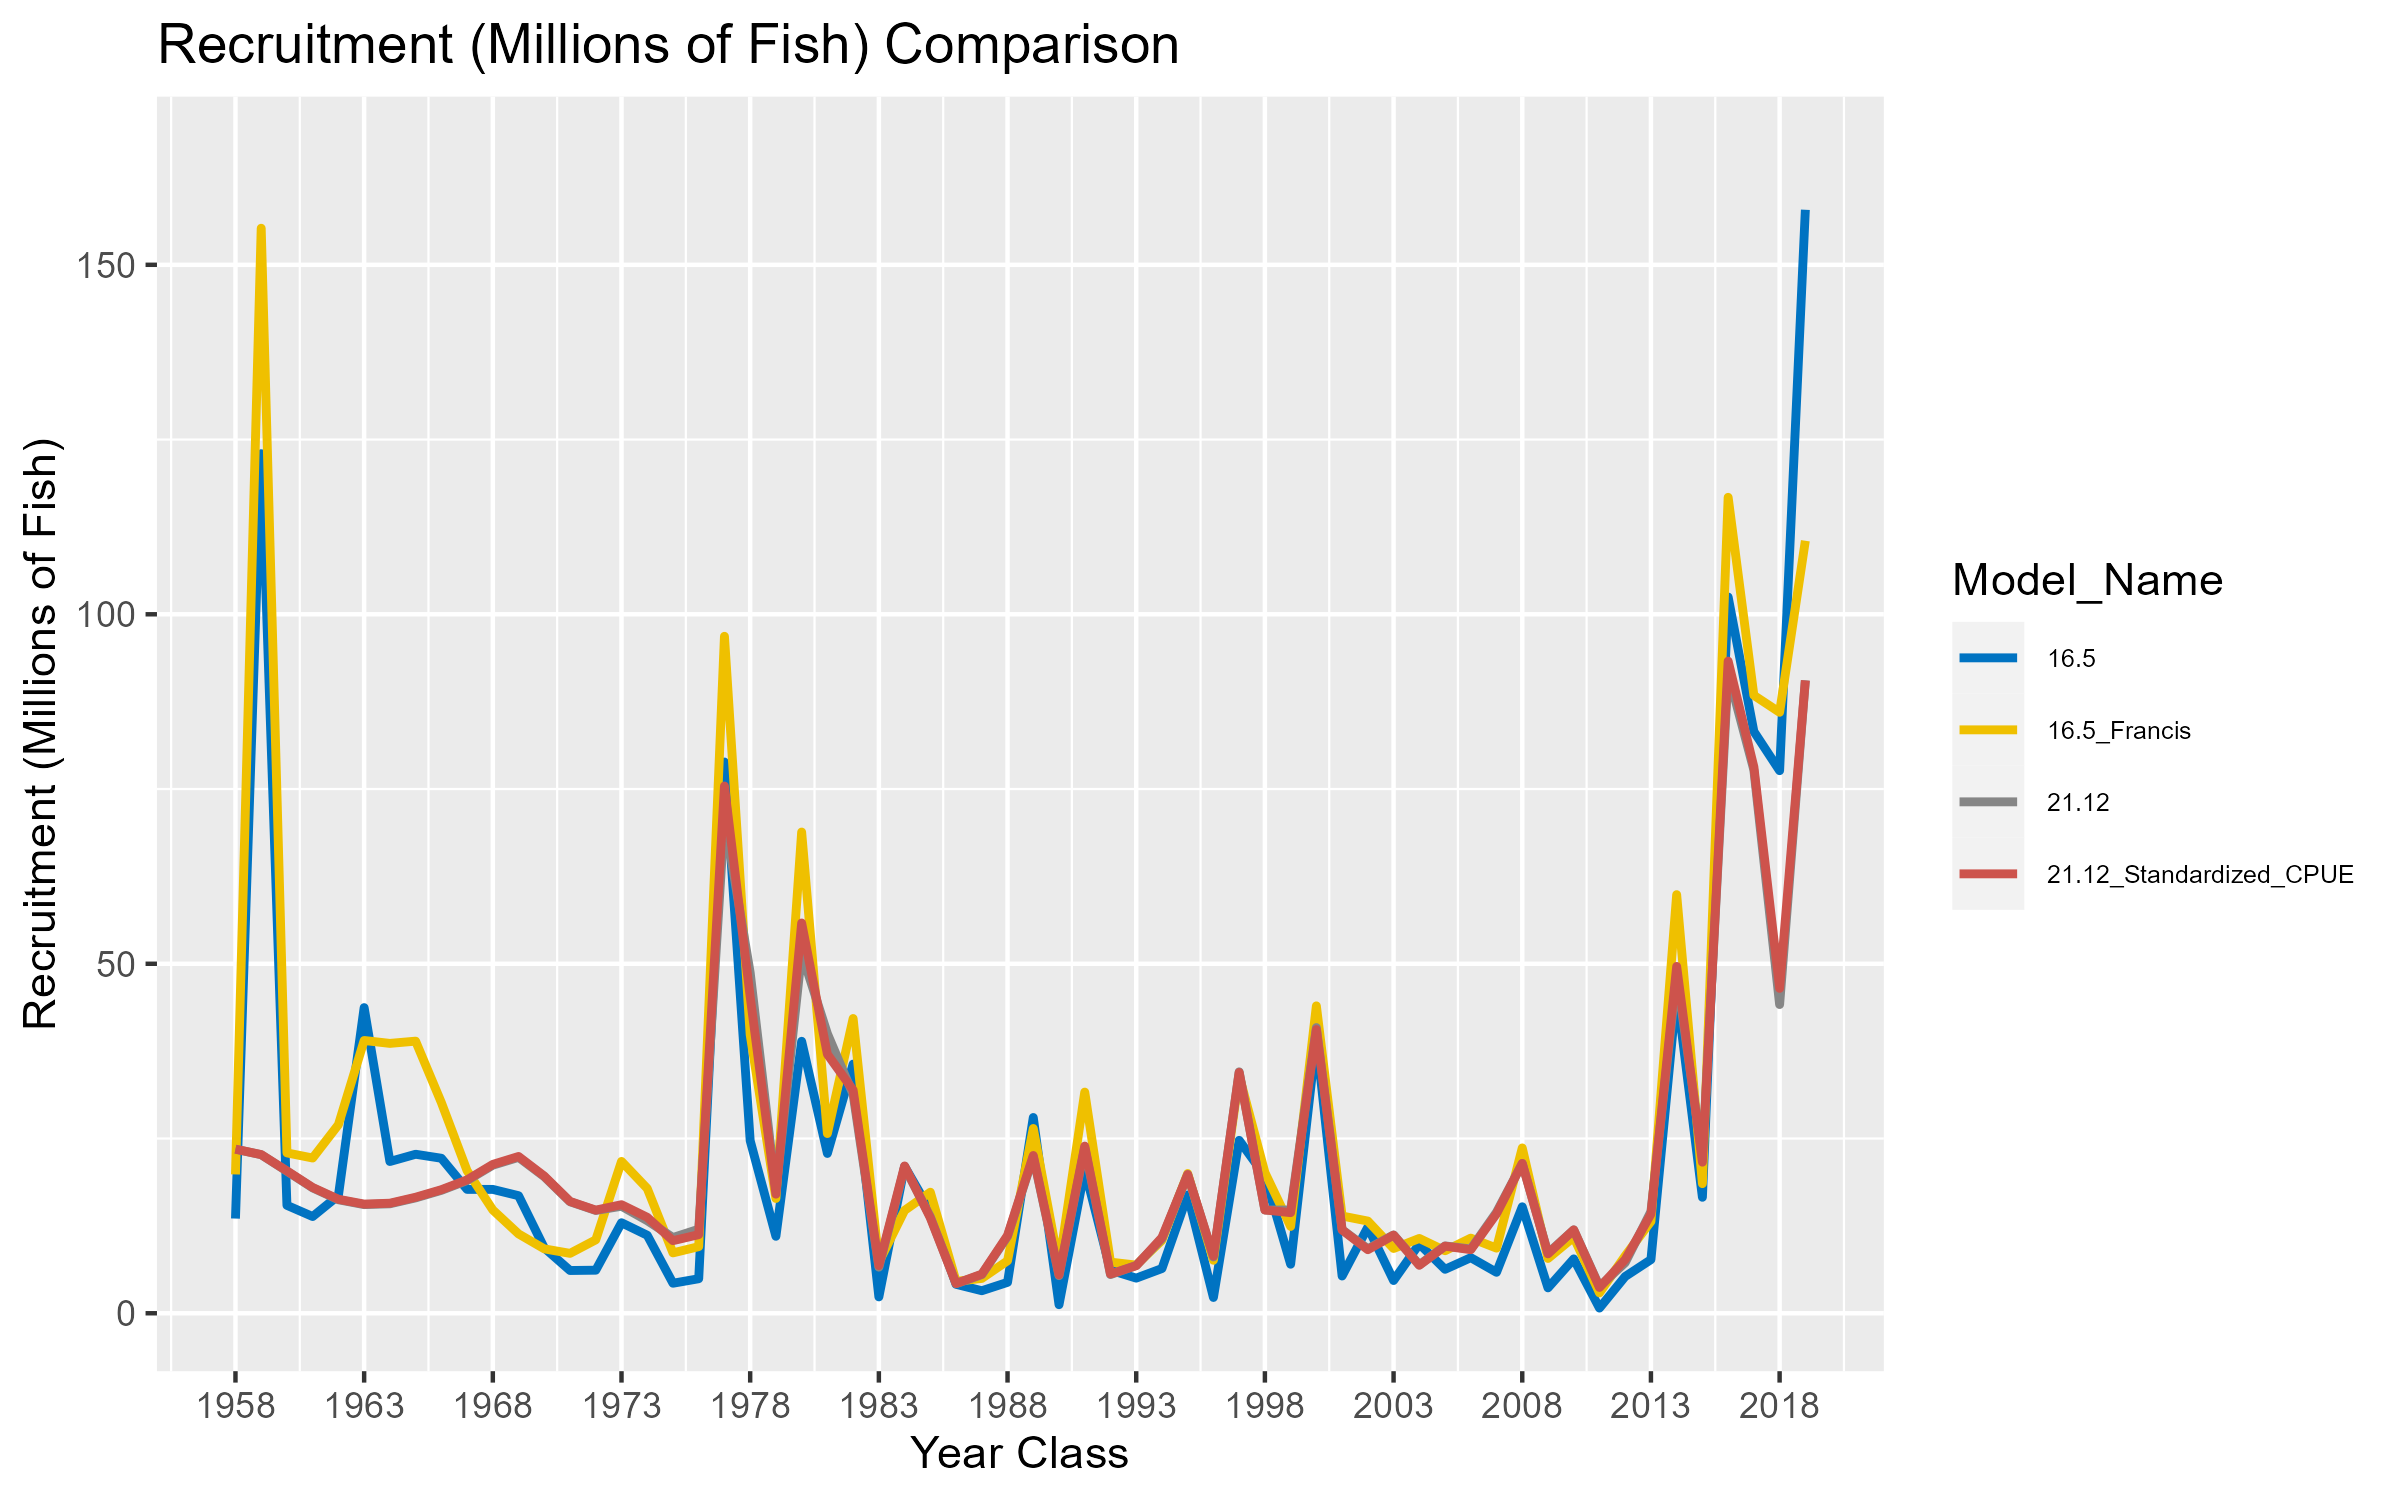 Recruitment (Millions of Fish) Comparison
Recruitment (Millions of Fish)
150
100
50
0
1958 1963 1968 1973 1978 1983 1988 1993 1998 2003 2008 2013 2018
Year Class
Model_Name
16.5
16.5_Francis
21.12
21.12_Standardized_CPUE